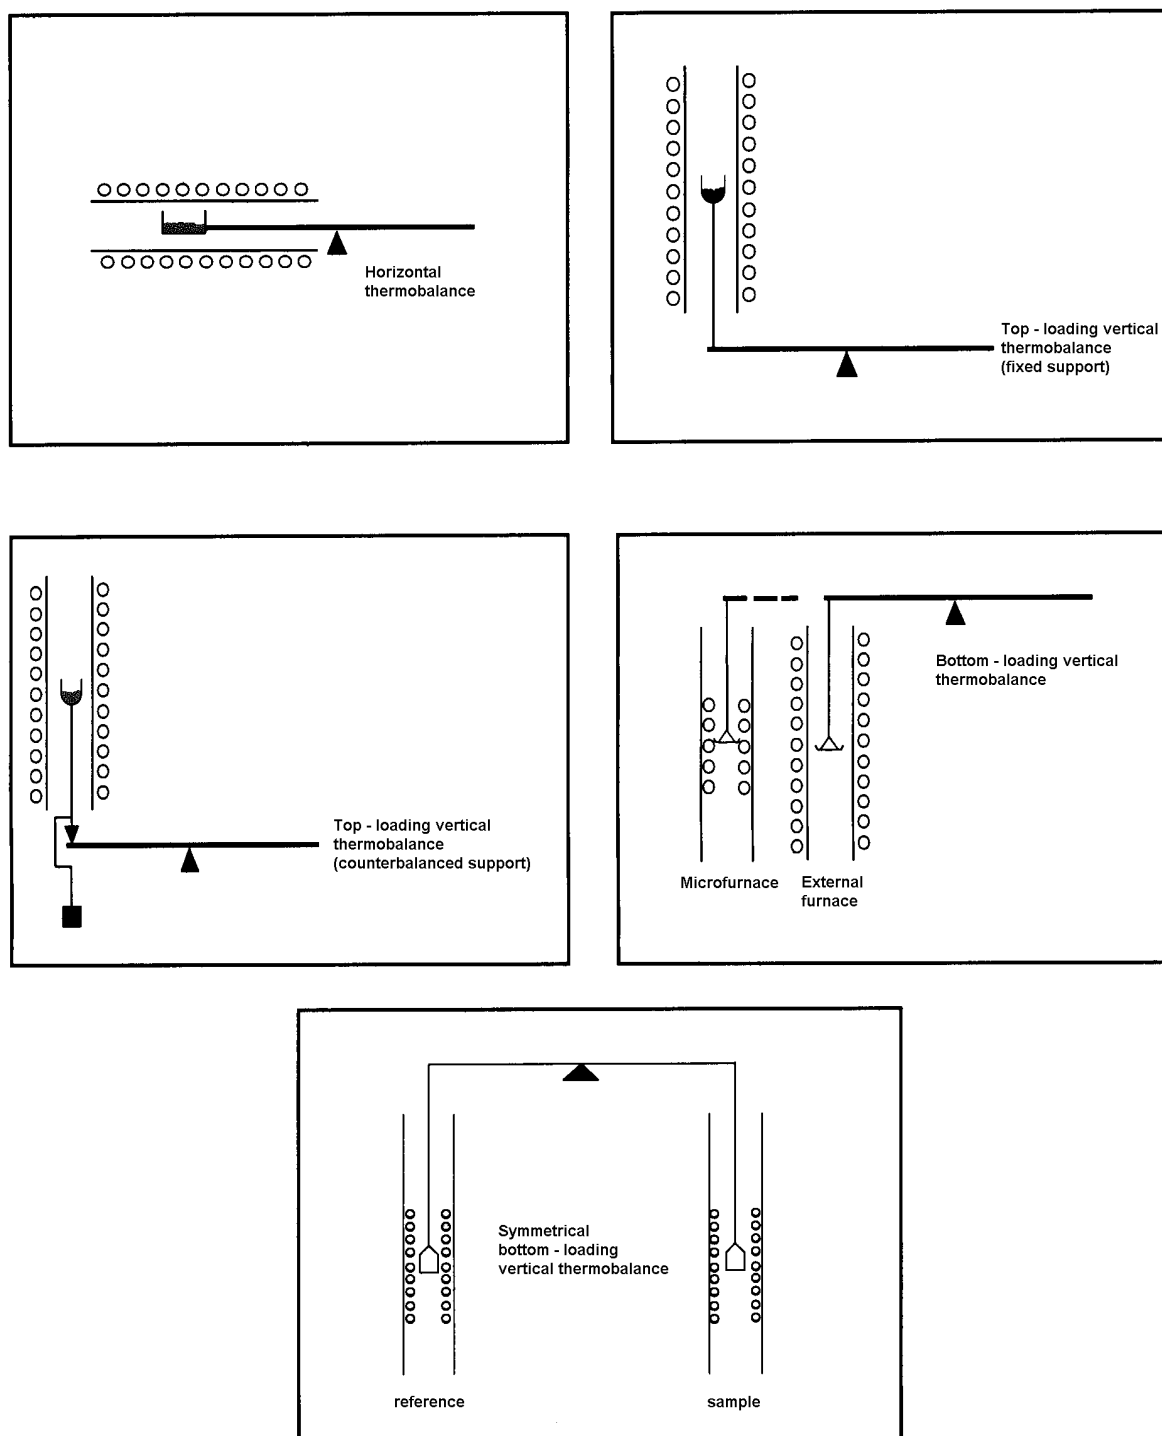 Horizontal
thermobalance
Top - loading vertical
thermobalance
(fixed support)
Top - loading vertical
thermobalance
(counterbalanced support)
Bottom - loading vertical
thermobalance
Microfurnace
External
furnace
Symmetrical
bottom - loading
vertical thermobalance
reference
sample